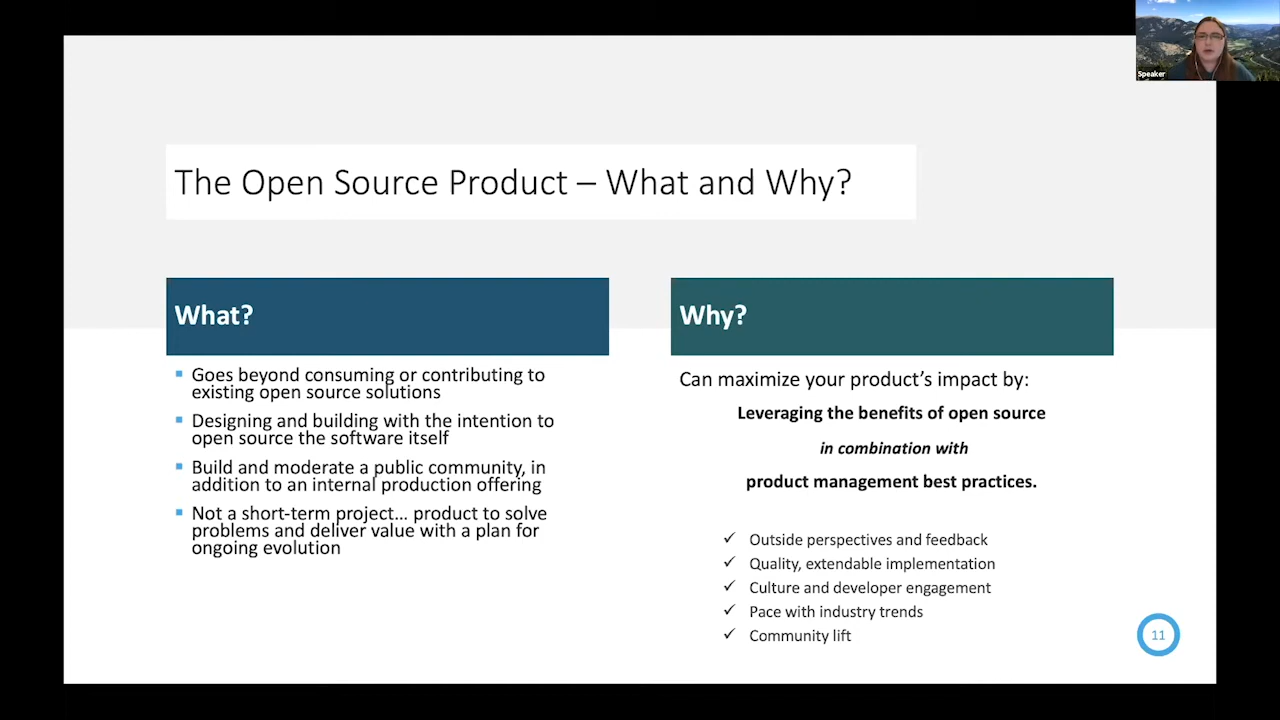 Speaker
The Open Source Product – What and Why?
What?
Goes beyond consuming or contributing to
existing open source solutions
Designing and building with the intention to
open source the software itself
Build and moderate a public community, in
addition to an internal production offering
Not a short-term project... product to solve
problems and deliver value with a plan for
ongoing evolution
Why?
Can maximize your product's impact by:
Leveraging the benefits of open source
in combination with
product management best practices.
✓ Outside perspectives and feedback
✓ Quality, extendable implementation
✓ Culture and developer engagement
✓ Pace with industry trends
✓ Community lift
11